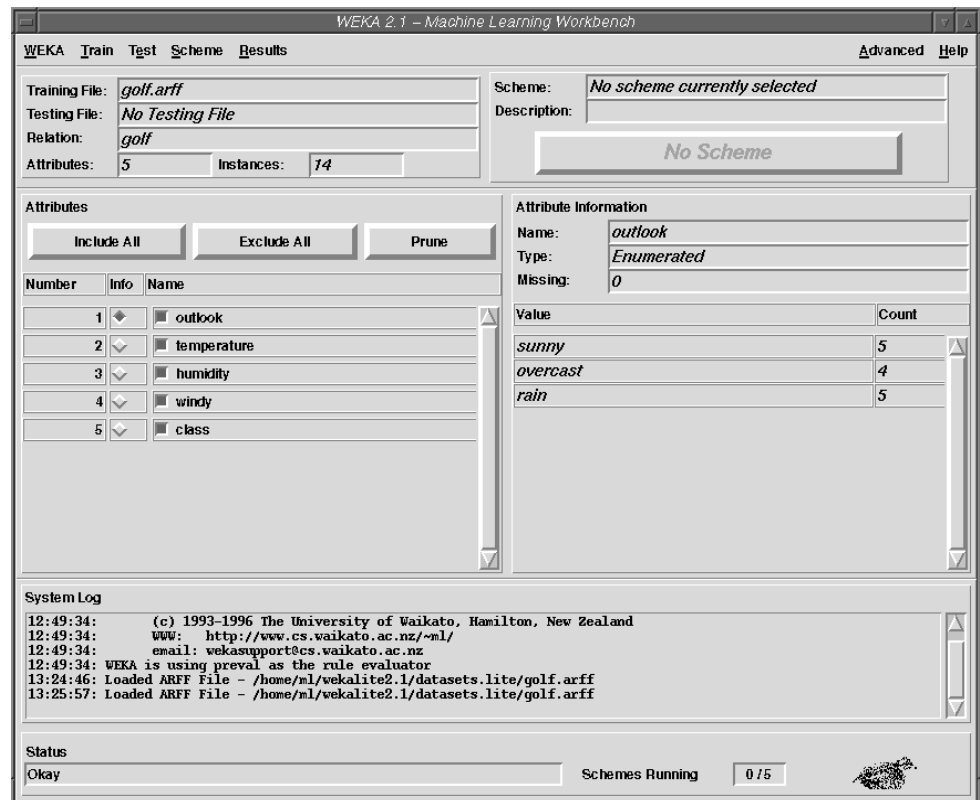 WEKA 2.1 – Machine Learning Workbench
WEKA Train Test Scheme Results Advanced Help
Training File: golf.arff
Testing File: No Testing File
Relation: golf
Attributes: 5 Instances: 14
Scheme: No scheme currently selected
Description:
No Scheme
Attributes
Include All Exclude All Prune
Number Info Name
1 outlook
2 temperature
3 humidity
4 windy
5 class
Attribute Information
Name: outlook
Type: Enumerated
Missing: 0
Value Count
sunny 5
overcast 4
rain 5
System Log
12:49:34: (c) 1993-1996 The University of Waikato, Hamilton, New Zealand
12:49:34: WWW: http://www.cs.waikato.ac.nz/~ml/
12:49:34: email: wekasupport@cs.waikato.ac.nz
12:49:34: WEKA is using preval as the rule evaluator
13:24:46: Loaded ARFF File - /home/ml/wekalite2.1/datasets.lite/golf.arff
13:25:57: Loaded ARFF File - /home/ml/wekalite2.1/datasets.lite/golf.arff
Status
Okay Schemes Running 0/5